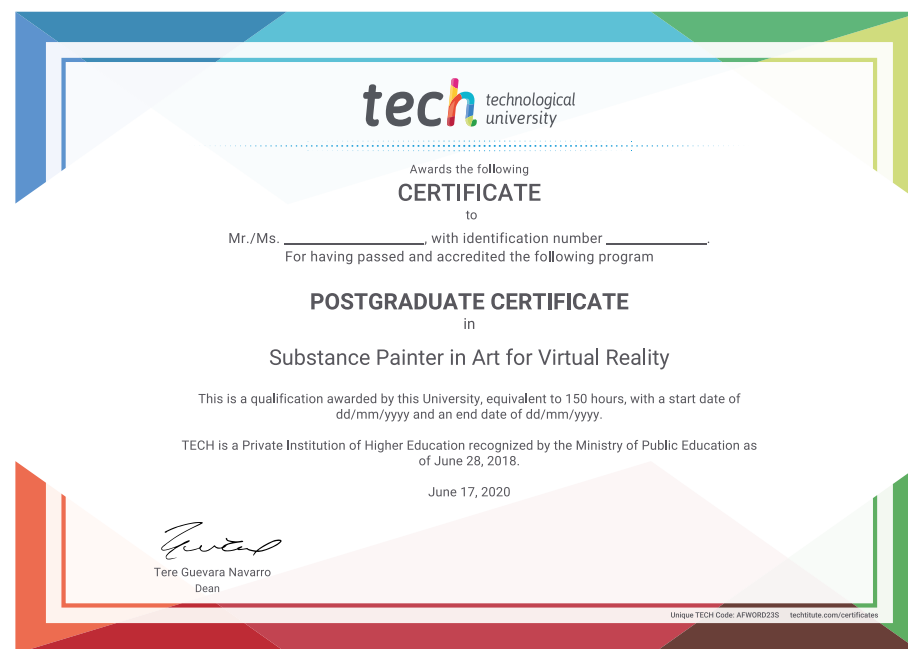 tech technological
university
Awards the following
CERTIFICATE
to
Mr./Ms. ____________________, with identification number ______________.
For having passed and accredited the following program
POSTGRADUATE CERTIFICATE
in
Substance Painter in Art for Virtual Reality
This is a qualification awarded by this University, equivalent to 150 hours, with a start date of
dd/mm/yyyy and an end date of dd/mm/yyyy.
TECH is a Private Institution of Higher Education recognized by the Ministry of Public Education as
of June 28, 2018.
June 17, 2020
Tere Guevara Navarro
Dean
Unique TECH Code: AFWORD23S techtitute.com/certificates